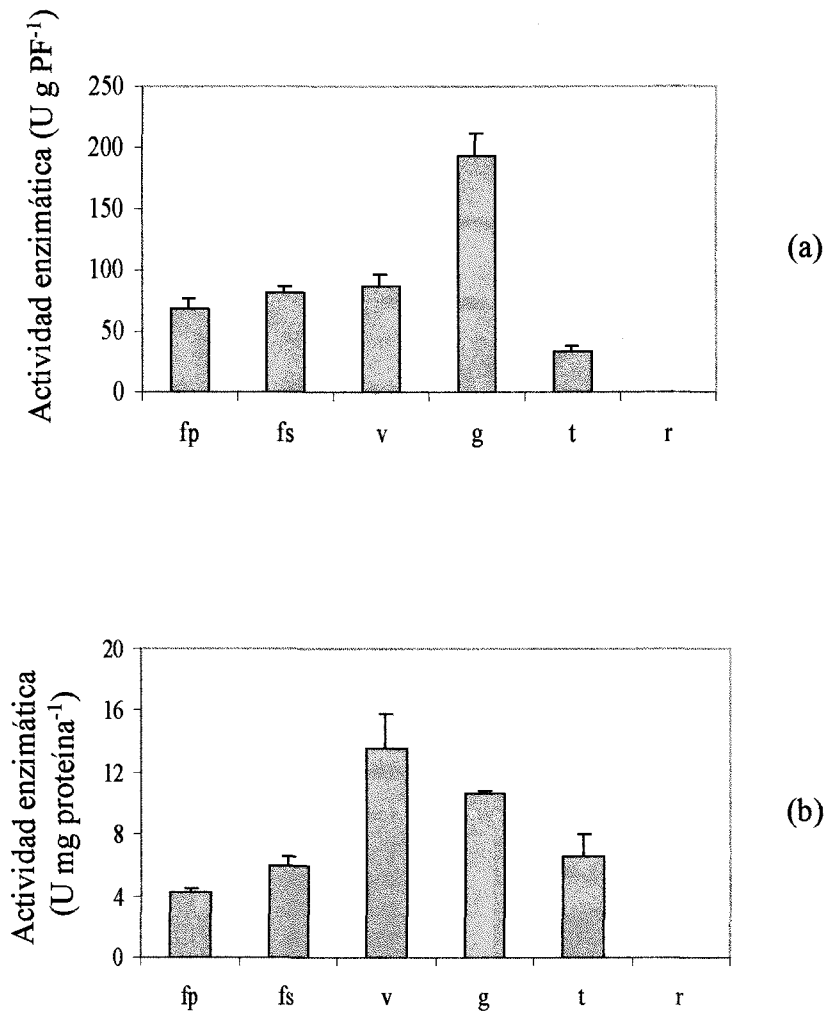 Actividad enzimática (U g PF⁻¹)
250
200
150
100
50
0
fp fs v g t r
(a)
Actividad enzimática
(U mg proteína⁻¹)
20
16
12
8
4
0
fp fs v g t r
(b)